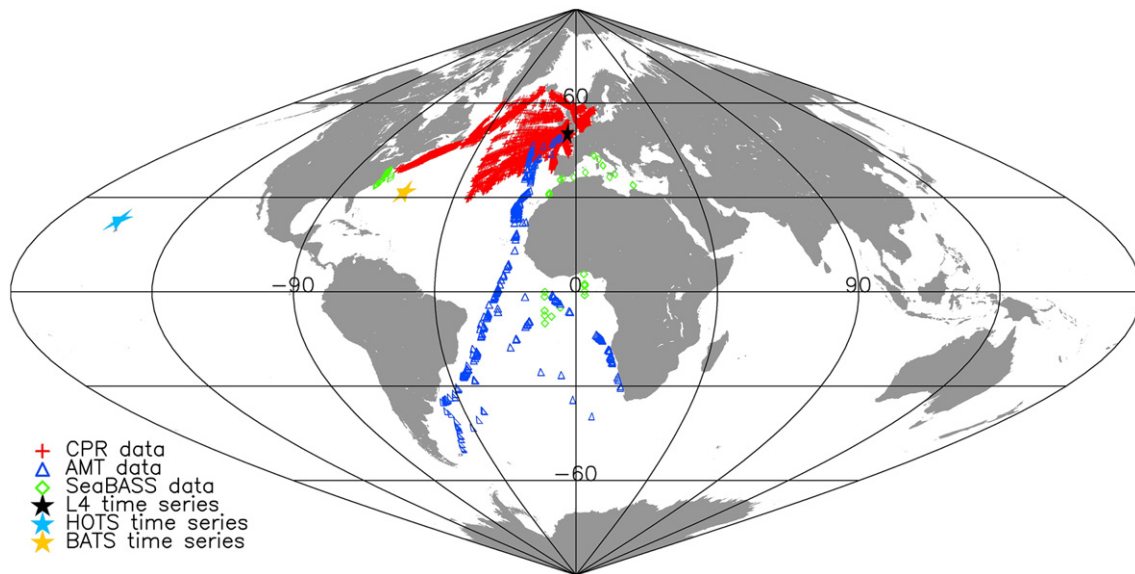 60
-90
0
90
-60
CPR data
AMT data
SeaBASS data
L4 time series
HOTS time series
BATS time series